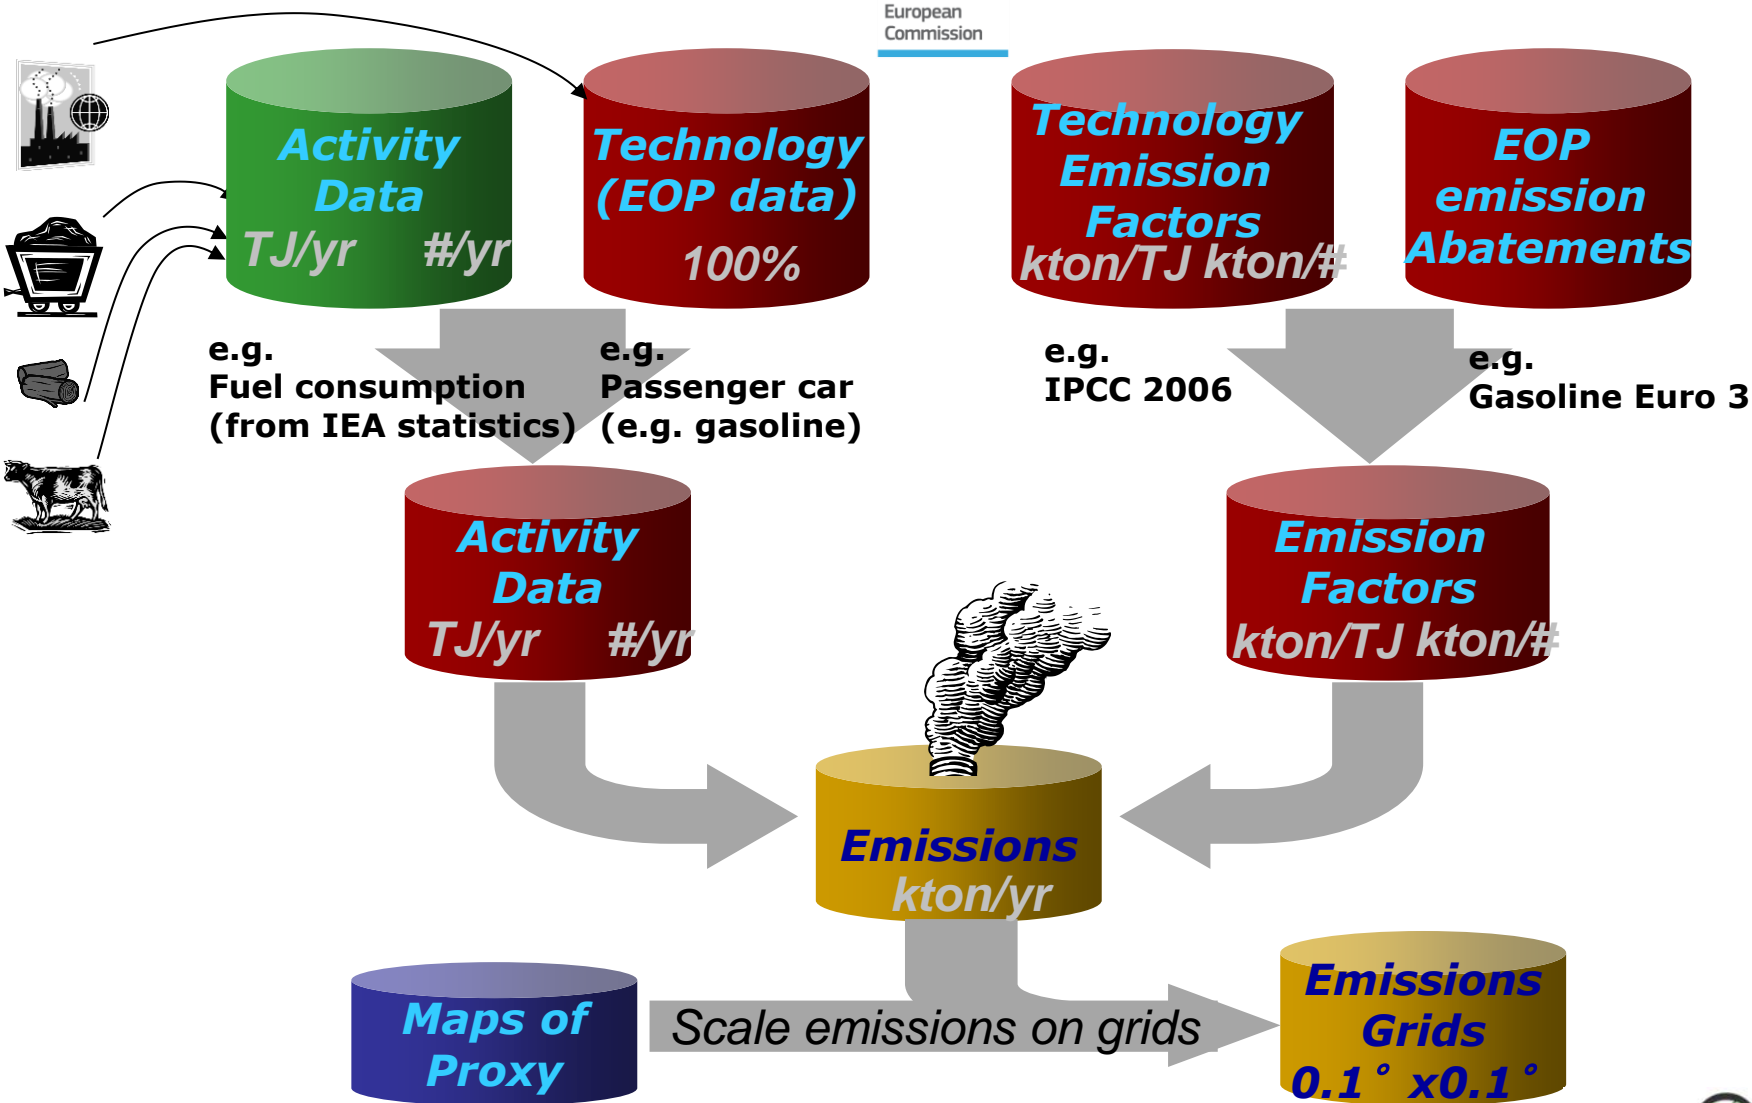 European
Commission
Activity
Data
TJ/yr #/yr
Technology
(EOP data)
100%
Technology
Emission
Factors
kton/TJ kton/#
EOP
emission
Abatements
e.g.
Fuel consumption
(from IEA statistics)
e.g.
Passenger car
(e.g. gasoline)
e.g.
IPCC 2006
e.g.
Gasoline Euro 3
Activity
Data
TJ/yr #/yr
Emission
Factors
kton/TJ kton/#
Emissions
kton/yr
Maps of
Proxy
Scale emissions on grids
Emissions
Grids
0.1° x0.1°